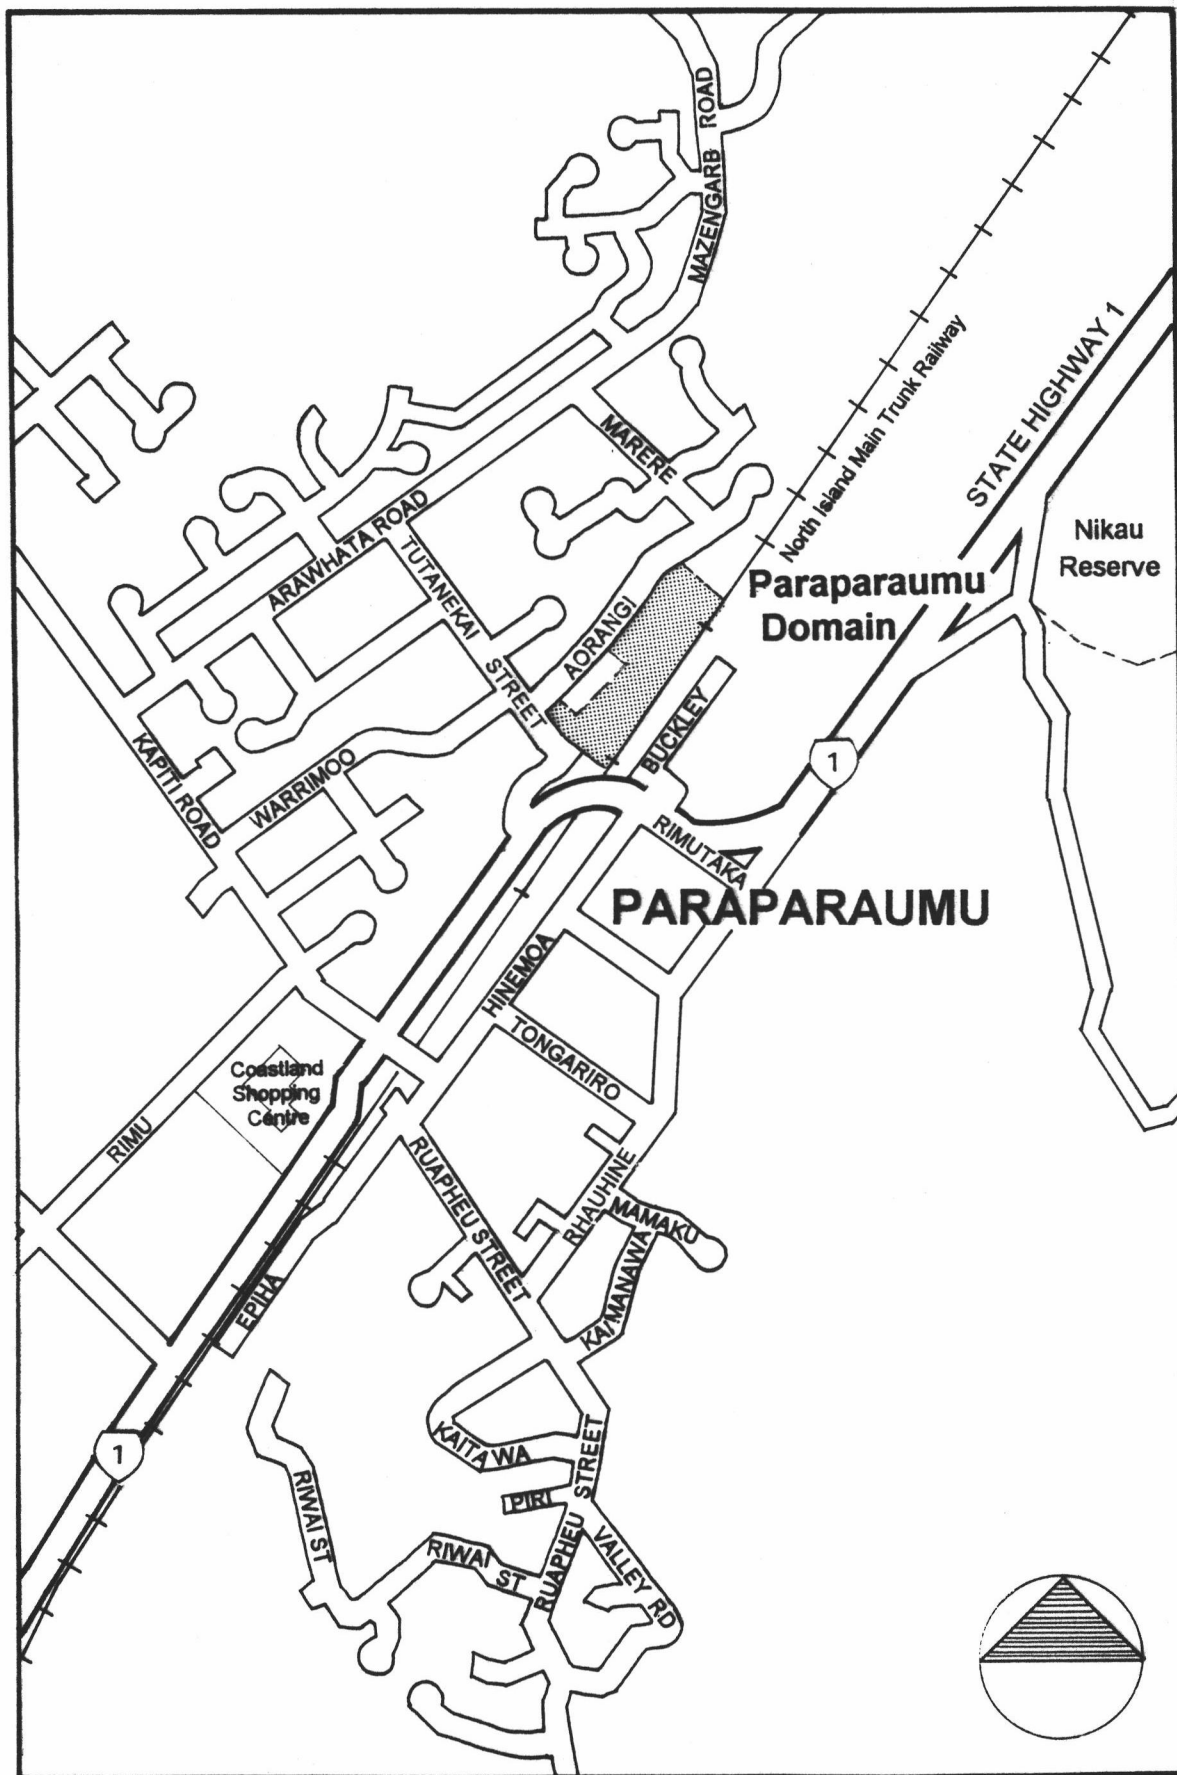 MAZENGARB ROAD
North Island Main Trunk Railway
STATE HIGHWAY 1
MARERE
Nikau
Reserve
ARAWHATA ROAD
TUTANEKAI STREET
Paraparaumu
Domain
AORANGI
BUCKLEY
KAPITI ROAD
WARRIMOO
1
RIMUTAKA
PARAPARAUMU
HINEMOA
TONGARIRO
Coastland
Shopping
Centre
RIMU
RUAPHEU STREET
RHAUHINE
MAMAKU
KAIMANAWA
EPIHA
KAITAWA
1
PIRI
RUAPHEU STREET
RIWAI ST
RIWAI ST
VALLEY RD